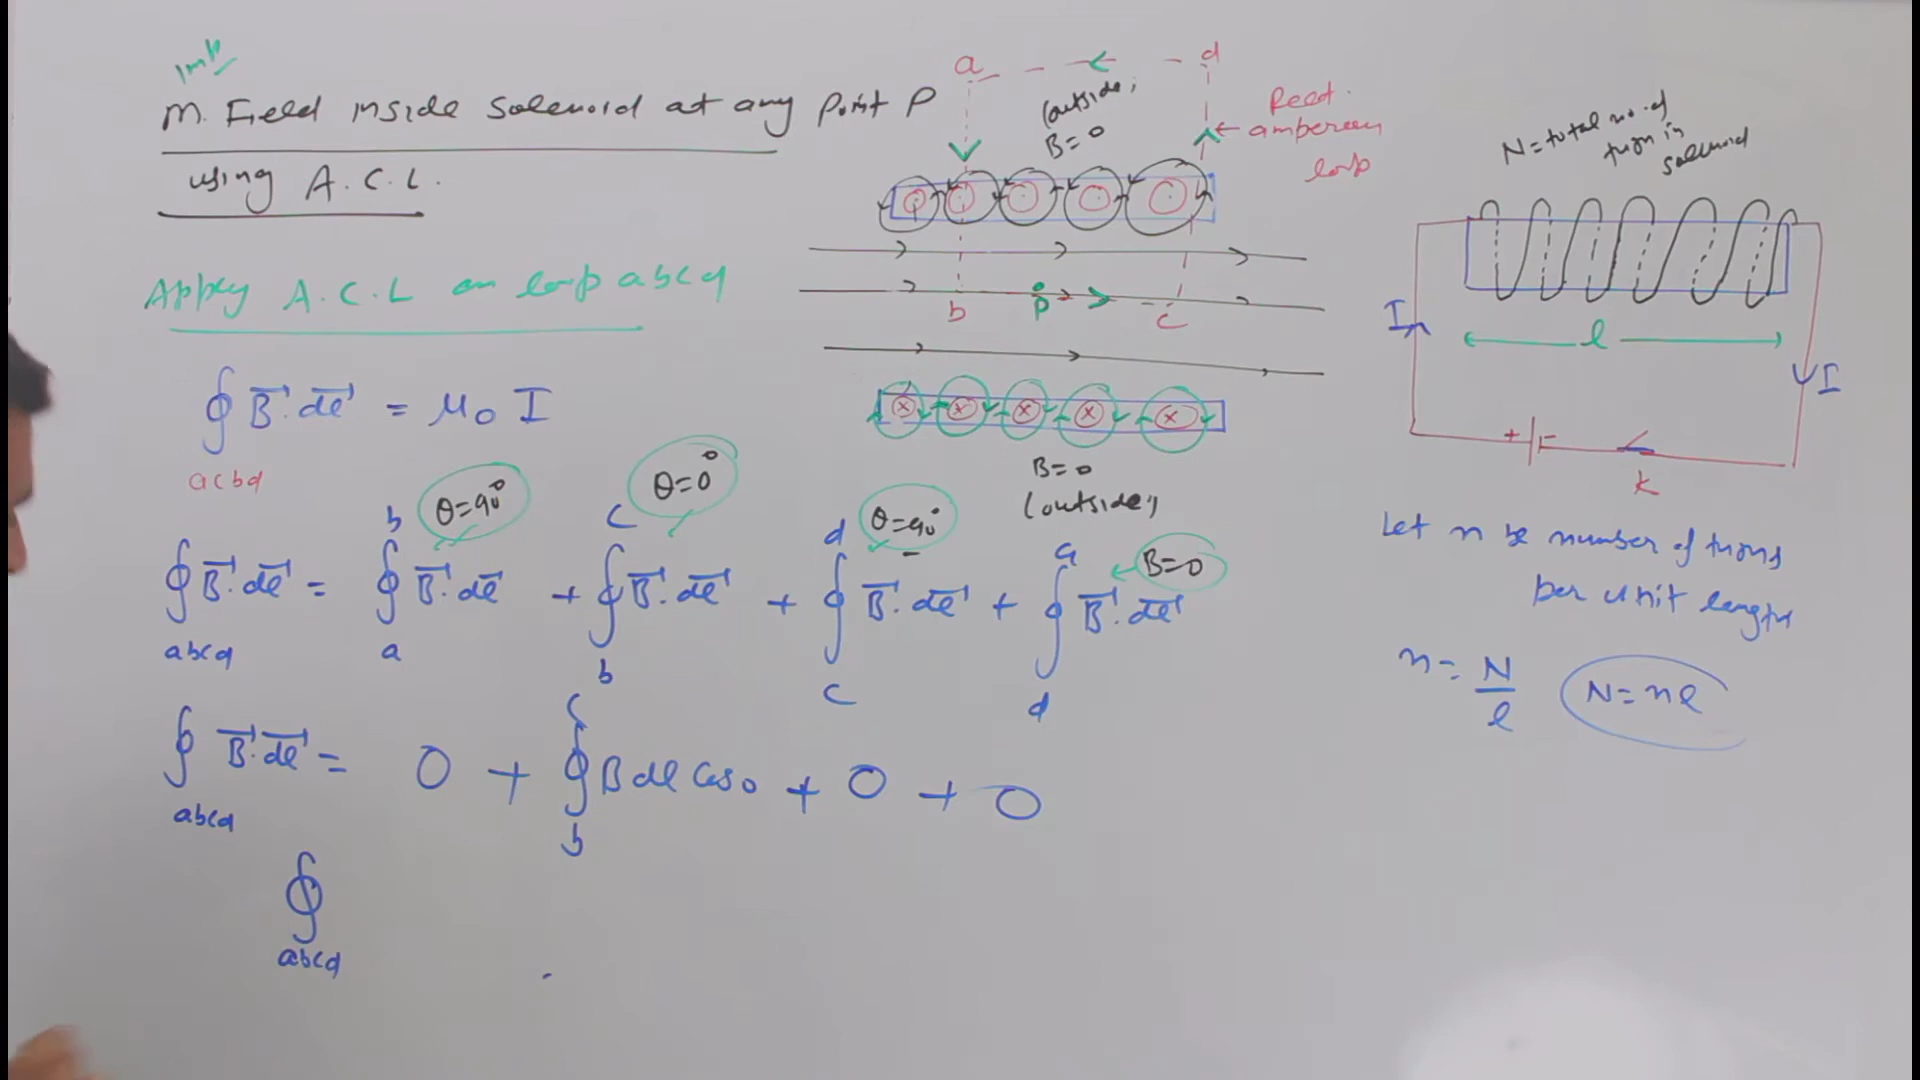 Imp
M. Field inside Solenoid at any Point P
using A.C.L.
Apply A.C.L on loop abcd
∮ B⃗.dl⃗ = μ₀ I
acbd
θ=90°
θ=0°
θ=90°
B=0
∮ B⃗.dl⃗ = ∮ B⃗.dl⃗ + ∮ B⃗.dl⃗ + ∮ B⃗.dl⃗ + ∮ B⃗.dl⃗
abcd a b b c c d d a
∮ B⃗.dl⃗ = 0 + ∮ B dl Cos0 + 0 + 0
abcd b c
∮
abcd
a d
(outside,
B=0
Rect.
amperean
loop
b P c
B=0
(outside)
N=total no. of
turn in
solenoid
I l I
+ -
K
Let n be number of turns
per unit length
n = N/l N=nl